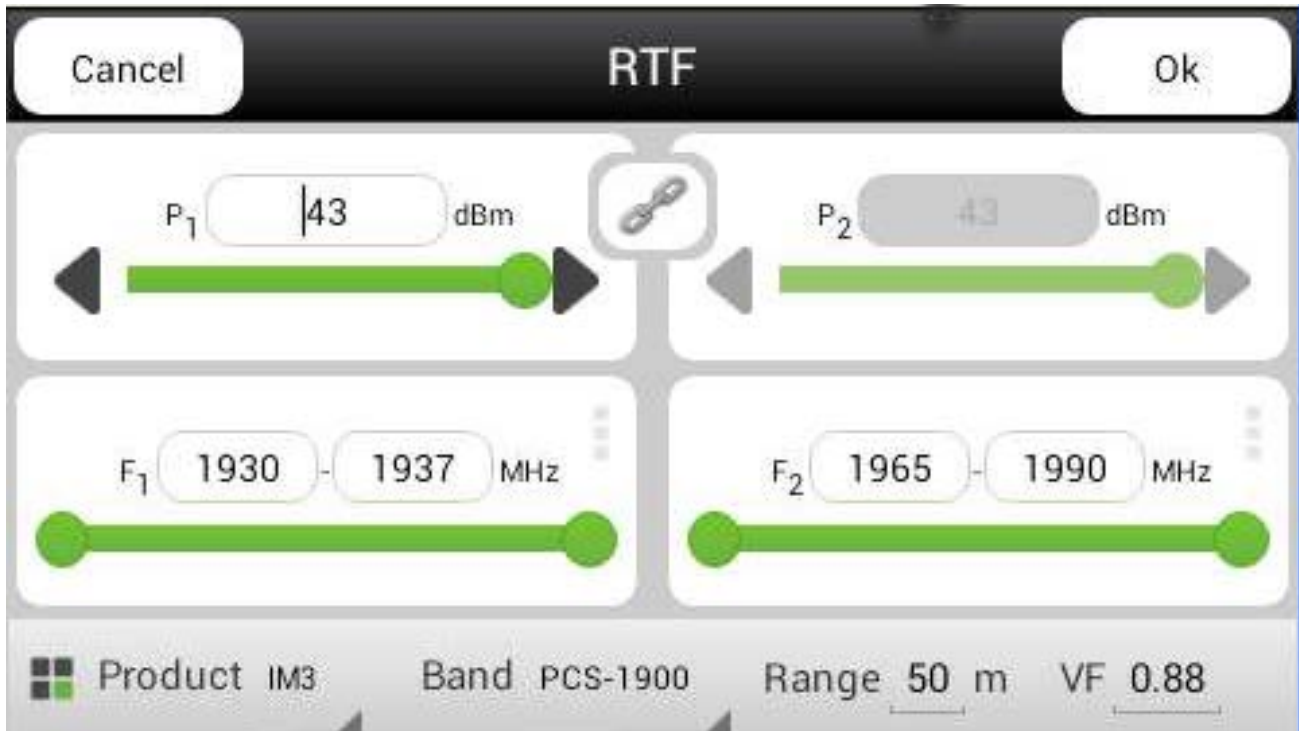 Cancel RTF Ok
P1 43 dBm P2 43 dBm
F1 1930 - 1937 MHz F2 1965 - 1990 MHz
Product IM3 Band PCS-1900 Range 50 m VF 0.88